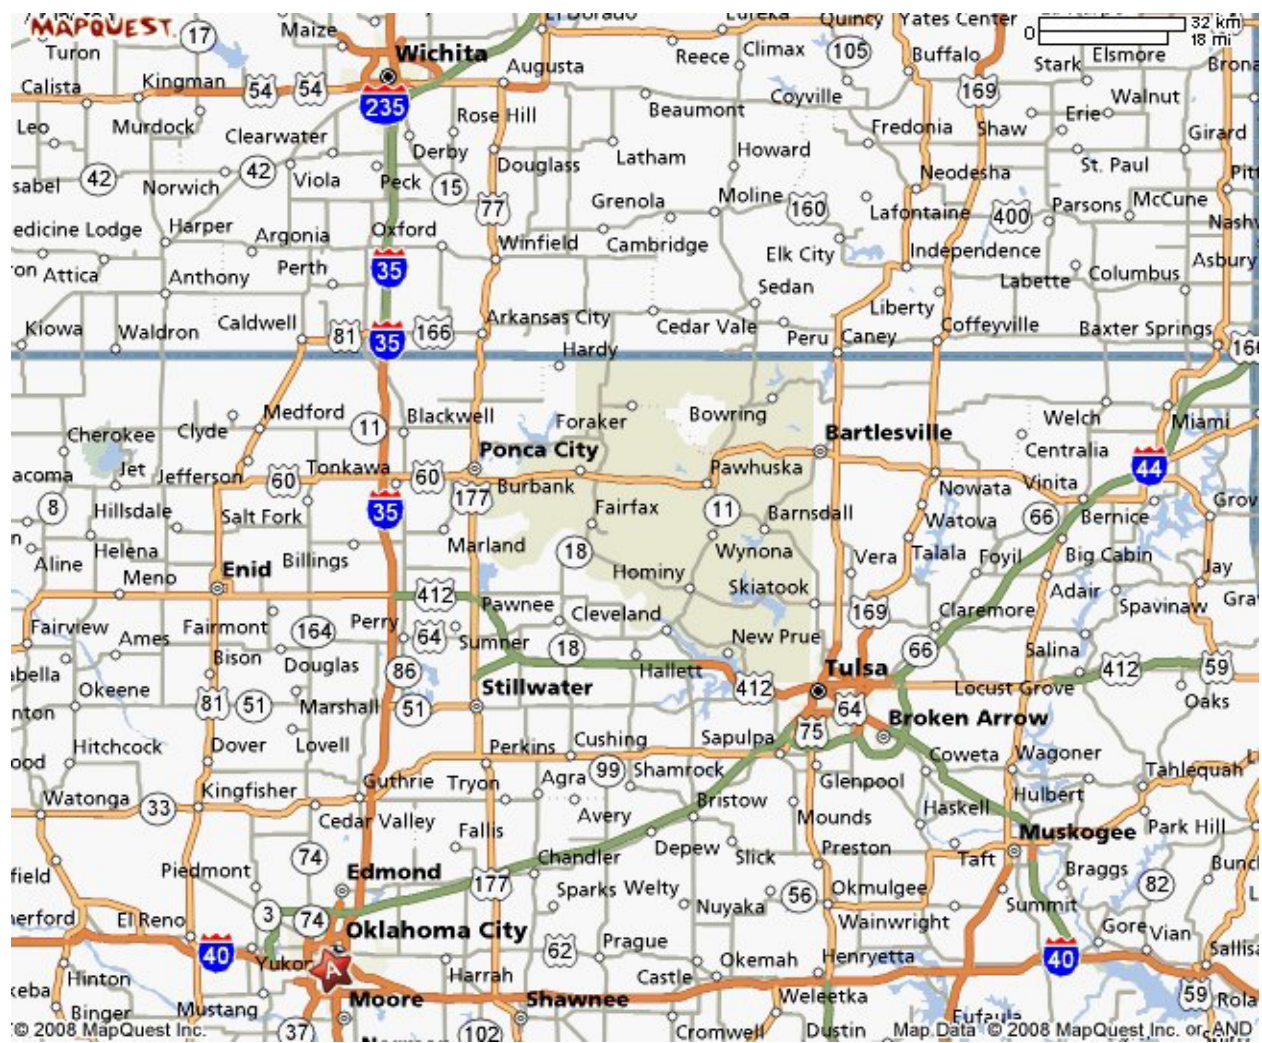 MAPQUEST.
17
Maize
El Dorado
Eureka
Quincy
Yates Center
32 km
0
18 mi
Turon
Wichita
Reece
Climax
105
Buffalo
Stark
Elsmore
Calista
Kingman
54
54
Augusta
Coyville
169
Walnut
235
Rose Hill
Beaumont
Erie
Leo
Murdock
Clearwater
Derby
Douglass
Latham
Howard
Fredonia
Shaw
Girard
42
Norwich
42
Viola
Peck
15
Neodesha
St. Paul
77
Grenola
Moline
160
Lafontaine
400
Parsons
McCune
Harper
Argonia
Oxford
Winfield
Cambridge
Elk City
Independence
Attica
Anthony
Perth
35
Sedan
Labette
Columbus
Asbury
Kiowa
Waldron
Caldwell
81
35
166
Arkansas City
Cedar Vale
Peru
Caney
Liberty
Coffeyville
Baxter Springs
Hardy
Medford
11
Blackwell
Foraker
Bowring
Welch
Miami
Cherokee
Clyde
Ponca City
Bartlesville
Centralia
Jet
Jefferson
60
Tonkawa
60
Burbank
Pawhuska
Vinita
44
8
Hillsdale
Salt Fork
35
177
Fairfax
11
Barnsdall
Nowata
66
Bernice
Watova
Aline
Helena
Billings
Marland
18
Wynona
Vera
Talala
Foyil
Big Cabin
Meno
Enid
412
Hominy
Skiatook
169
Adair
Jay
Pawnee
Cleveland
Claremore
Spavinaw
Fairview
Ames
Fairmont
164
Perry
64
Sumner
18
New Prue
66
Salina
Bison
Douglas
86
Hallett
412
Tulsa
412
59
Okeene
81
51
Marshall
51
Stillwater
64
Locust Grove
Oaks
Hitchcock
Dover
Lovell
Perkins
Cushing
Sapulpa
75
Broken Arrow
Coweta
Wagoner
Watonga
33
Kingfisher
Guthrie
Tryon
Agra
99
Shamrock
Glenpool
Tahlequah
Cedar Valley
Fallis
Avery
Bristow
Mounds
Haskell
Hulbert
Muskogee
Park Hill
Piedmont
74
Edmond
Chandler
Depew
Slick
Preston
Taft
Braggs
177
Sparks
Welty
56
Okmulgee
82
El Reno
3
74
Oklahoma City
Nuyaka
Wainwright
Summit
Gore
Vian
40
Yukon
A
62
Prague
Okemah
Henryetta
40
Hinton
Harrah
Castle
Mustang
Moore
Shawnee
Weleetka
59
Binger
Eufaula
© 2008 MapQuest Inc.
37
102
Cromwell
Dustin
Map Data © 2008 MapQuest Inc. or AND